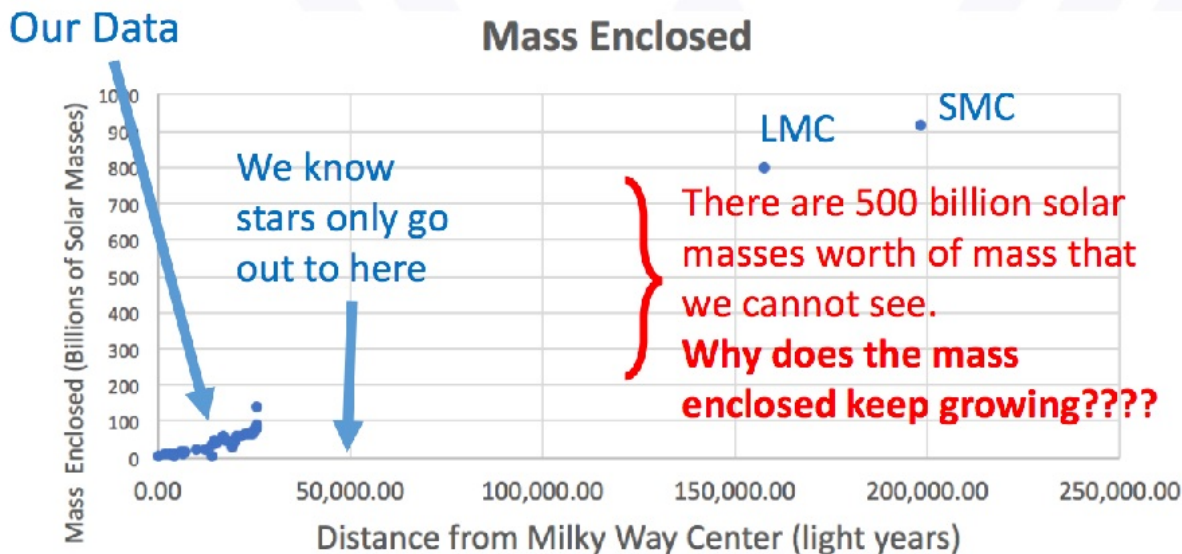 Our Data
Mass Enclosed
Mass Enclosed (Billions of Solar Masses)
1000
900
800
700
600
500
400
300
200
100
0
We know
stars only go
out to here
LMC
SMC
There are 500 billion solar
masses worth of mass that
we cannot see.
Why does the mass
enclosed keep growing????
0.00 50,000.00 100,000.00 150,000.00 200,000.00 250,000.00
Distance from Milky Way Center (light years)